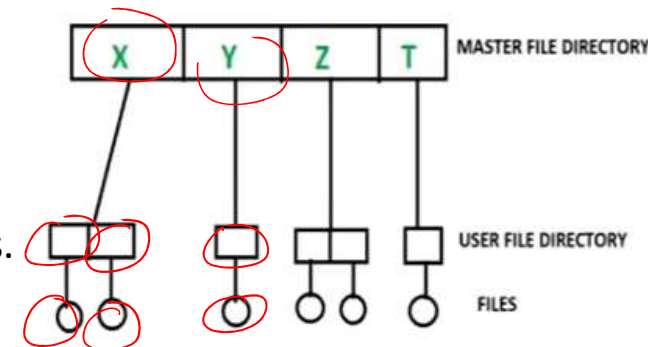 X Y Z T MASTER FILE DIRECTORY
s. USER FILE DIRECTORY
FILES